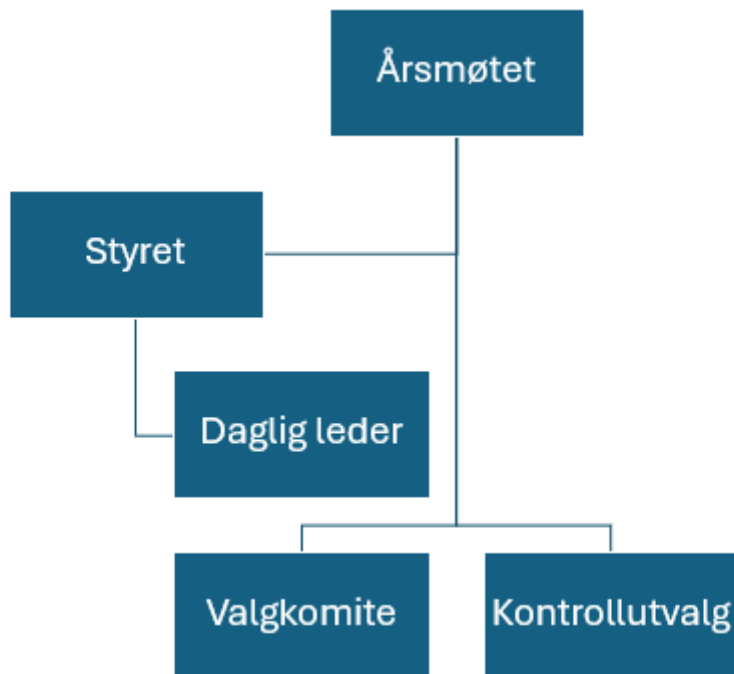 Årsmøtet
Styret
Daglig leder
Valgkomite
Kontrollutvalg